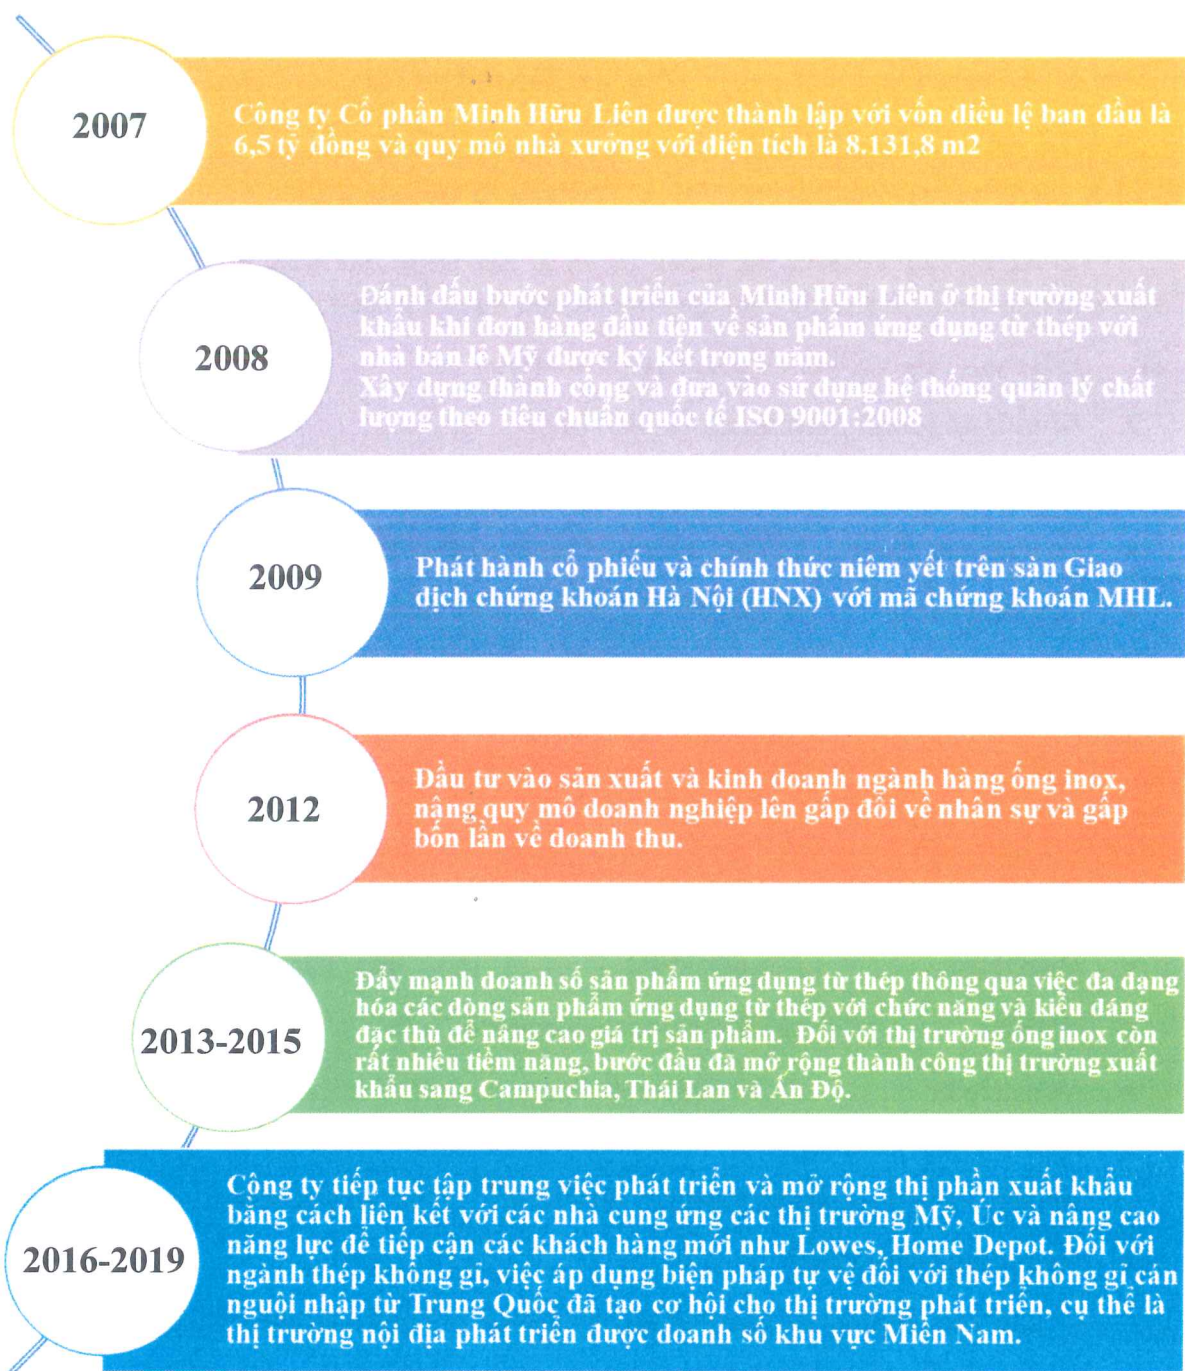 2007
Công ty Cổ phần Minh Hữu Liên được thành lập với vốn điều lệ ban đầu là
6,5 tỷ đồng và quy mô nhà xưởng với diện tích là 8.131,8 m2
2008
Đánh dấu bước phát triển của Minh Hữu Liên ở thị trường xuất
khẩu khi đơn hàng đầu tiên về sản phẩm ứng dụng từ thép với
nhà bán lẻ Mỹ được ký kết trong năm.
Xây dựng thành công và đưa vào sử dụng hệ thống quản lý chất
lượng theo tiêu chuẩn quốc tế ISO 9001:2008
2009
Phát hành cổ phiếu và chính thức niêm yết trên sàn Giao
dịch chứng khoán Hà Nội (HNX) với mã chứng khoán MHL.
2012
Đầu tư vào sản xuất và kinh doanh ngành hàng ống inox,
nâng quy mô doanh nghiệp lên gấp đôi về nhân sự và gấp
bốn lần về doanh thu.
2013-2015
Đẩy mạnh doanh số sản phẩm ứng dụng từ thép thông qua việc đa dạng
hóa các dòng sản phẩm ứng dụng từ thép với chức năng và kiểu dáng
đặc thù để nâng cao giá trị sản phẩm. Đối với thị trường ống inox còn
rất nhiều tiềm năng, bước đầu đã mở rộng thành công thị trường xuất
khẩu sang Campuchia, Thái Lan và Ấn Độ.
2016-2019
Công ty tiếp tục tập trung việc phát triển và mở rộng thị phần xuất khẩu
bằng cách liên kết với các nhà cung ứng các thị trường Mỹ, Úc và nâng cao
năng lực để tiếp cận các khách hàng mới như Lowes, Home Depot. Đối với
ngành thép không gỉ, việc áp dụng biện pháp tự vệ đối với thép không gỉ cán
nguội nhập từ Trung Quốc đã tạo cơ hội cho thị trường phát triển, cụ thể là
thị trường nội địa phát triển được doanh số khu vực Miền Nam.